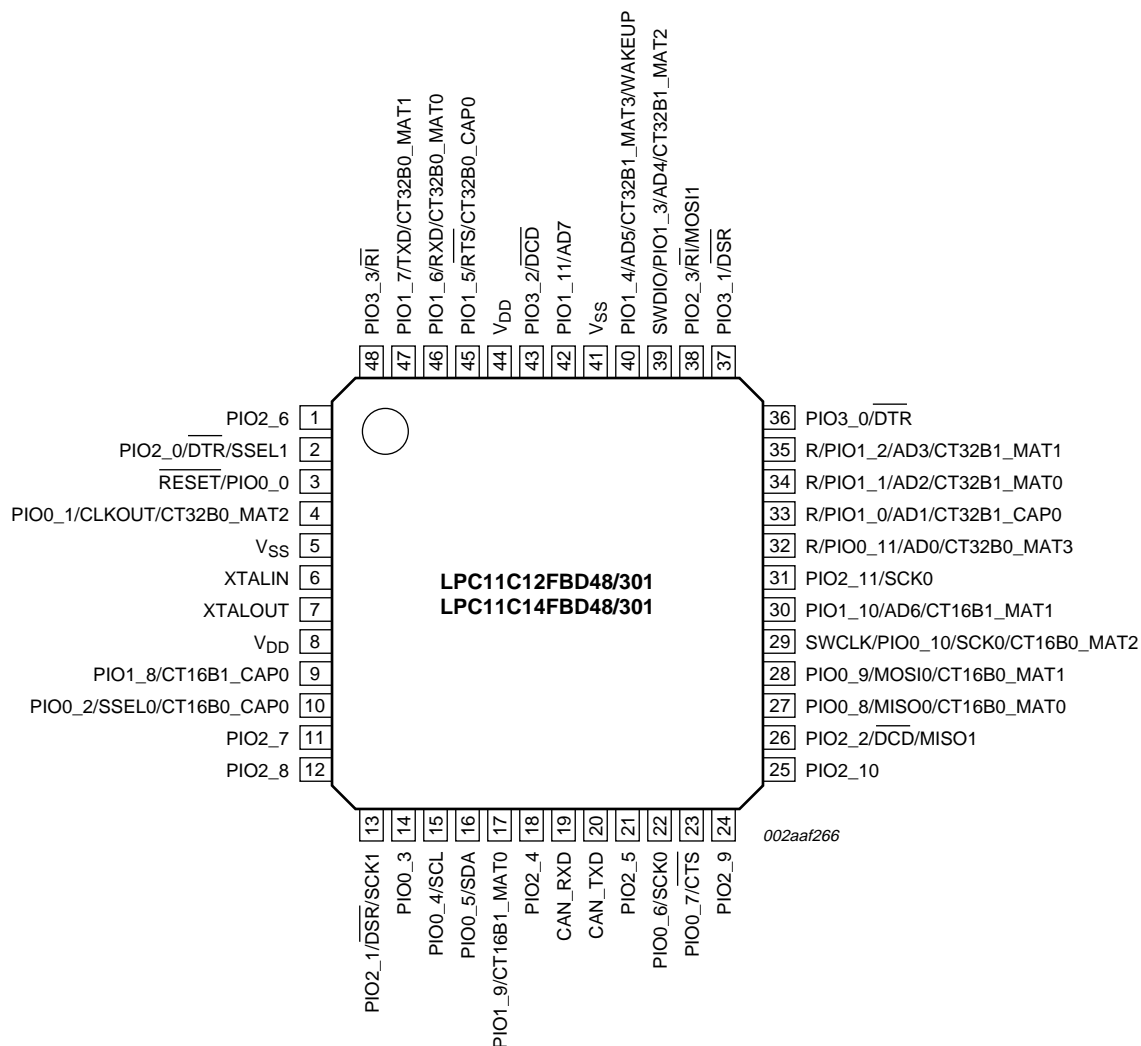 PIO3_3/RI
PIO1_7/TXD/CT32B0_MAT1
PIO1_6/RXD/CT32B0_MAT0
PIO1_5/RTS/CT32B0_CAP0
VDD
PIO3_2/DCD
PIO1_11/AD7
VSS
PIO1_4/AD5/CT32B1_MAT3/WAKEUP
SWDIO/PIO1_3/AD4/CT32B1_MAT2
PIO2_3/RI/MOSI1
PIO3_1/DSR
48
47
46
45
44
43
42
41
40
39
38
37
PIO2_6 1
PIO2_0/DTR/SSEL1 2
RESET/PIO0_0 3
PIO0_1/CLKOUT/CT32B0_MAT2 4
VSS 5
XTALIN 6
XTALOUT 7
VDD 8
PIO1_8/CT16B1_CAP0 9
PIO0_2/SSEL0/CT16B0_CAP0 10
PIO2_7 11
PIO2_8 12
LPC11C12FBD48/301
LPC11C14FBD48/301
36 PIO3_0/DTR
35 R/PIO1_2/AD3/CT32B1_MAT1
34 R/PIO1_1/AD2/CT32B1_MAT0
33 R/PIO1_0/AD1/CT32B1_CAP0
32 R/PIO0_11/AD0/CT32B0_MAT3
31 PIO2_11/SCK0
30 PIO1_10/AD6/CT16B1_MAT1
29 SWCLK/PIO0_10/SCK0/CT16B0_MAT2
28 PIO0_9/MOSI0/CT16B0_MAT1
27 PIO0_8/MISO0/CT16B0_MAT0
26 PIO2_2/DCD/MISO1
25 PIO2_10
13
14
15
16
17
18
19
20
21
22
23
24
PIO2_1/DSR/SCK1
PIO0_3
PIO0_4/SCL
PIO0_5/SDA
PIO1_9/CT16B1_MAT0
PIO2_4
CAN_RXD
CAN_TXD
PIO2_5
PIO0_6/SCK0
PIO0_7/CTS
PIO2_9
002aaf266